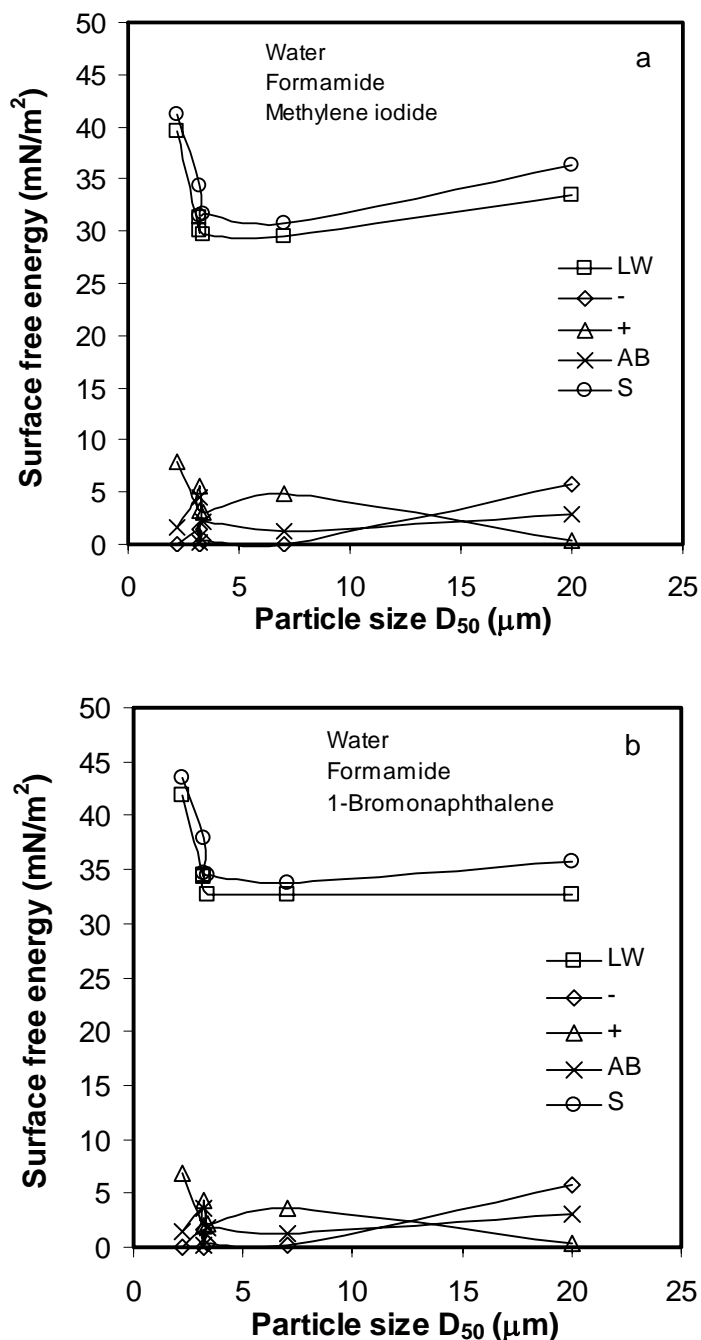 50
45
40
35
30
25
20
15
10
5
0
Surface free energy (mN/m²)
Water
Formamide
Methylene iodide
a
LW
-
+
AB
S
0 5 10 15 20 25
Particle size D₅₀ (μm)
50
45
40
35
30
25
20
15
10
5
0
Surface free energy (mN/m²)
Water
Formamide
1-Bromonaphthalene
b
LW
-
+
AB
S
0 5 10 15 20 25
Particle size D₅₀ (μm)